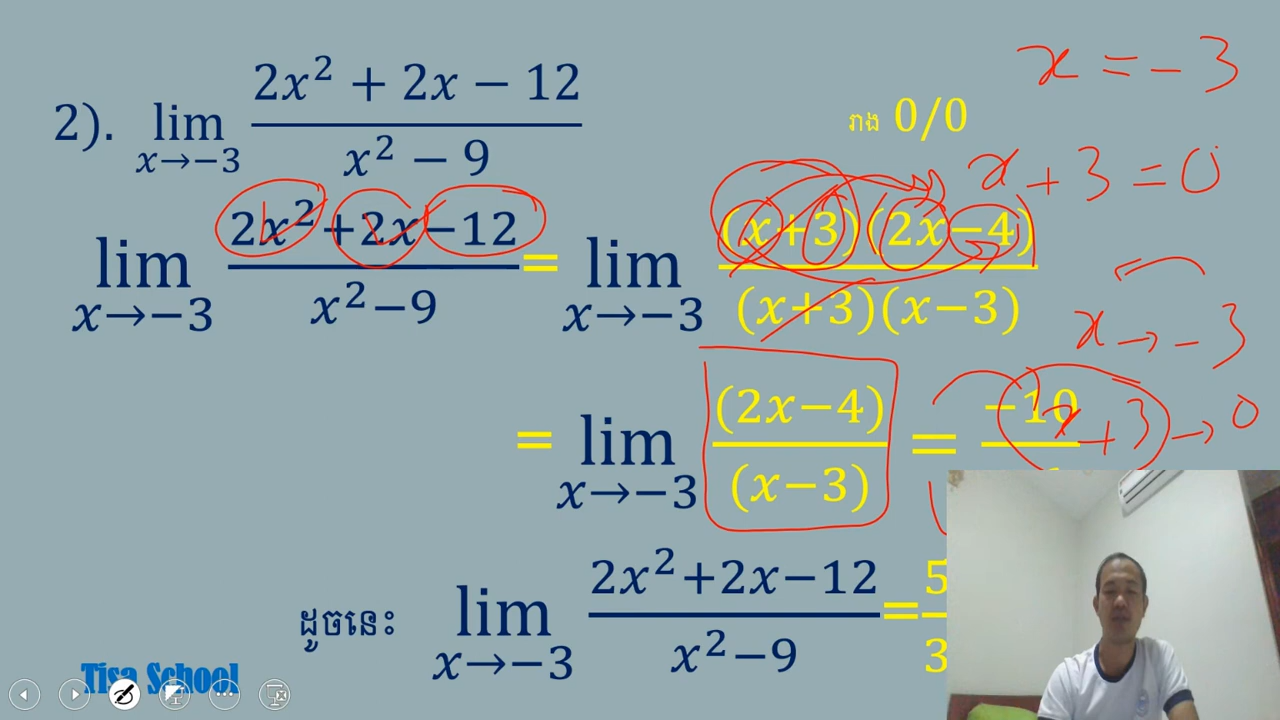 x = -3
2). lim x→-3 (2x² + 2x - 12)/(x² - 9)
រាង 0/0
x + 3 = 0
lim x→-3 (2x²+2x-12)/(x²-9) = lim x→-3 ((x+3)(2x-4))/((x+3)(x-3))
x → -3
= lim x→-3 (2x-4)/(x-3) = -10
x + 3 → 0
ដូចនេះ lim x→-3 (2x²+2x-12)/(x²-9) = 5/3
Tisa School